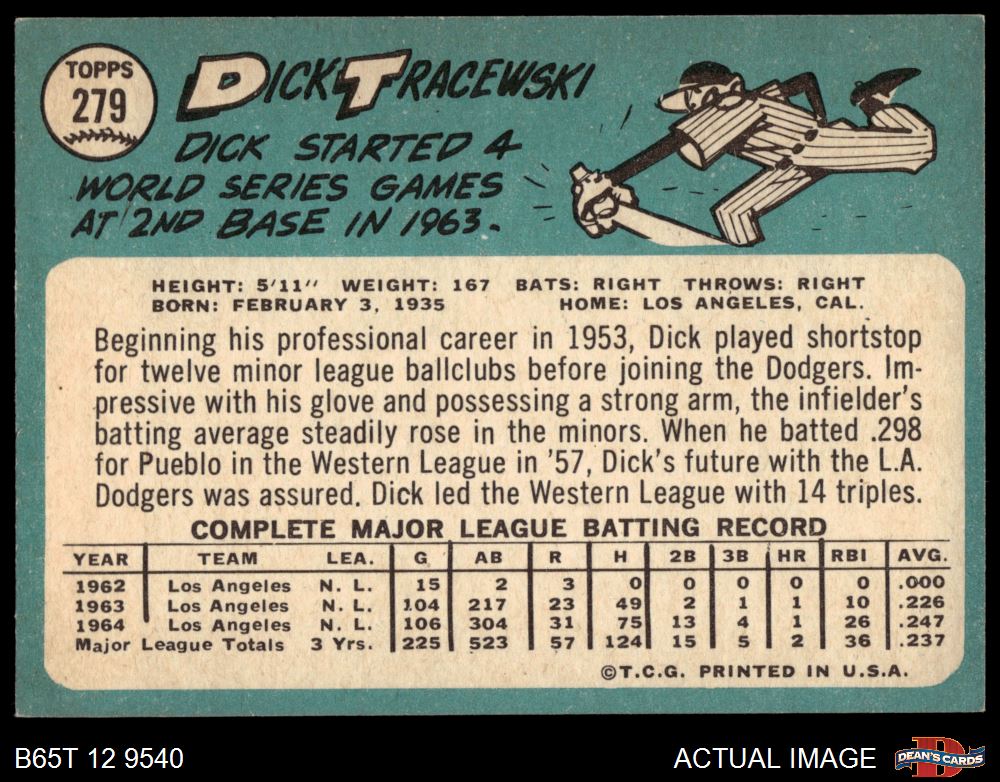 TOPPS
279
DICK TRACEWSKI
DICK STARTED 4
WORLD SERIES GAMES
AT 2ND BASE IN 1963.
HEIGHT: 5'11" WEIGHT: 167 BATS: RIGHT THROWS: RIGHT
BORN: FEBRUARY 3, 1935 HOME: LOS ANGELES, CAL.
Beginning his professional career in 1953, Dick played shortstop
for twelve minor league ballclubs before joining the Dodgers. Im-
pressive with his glove and possessing a strong arm, the infielder's
batting average steadily rose in the minors. When he batted .298
for Pueblo in the Western League in '57, Dick's future with the L.A.
Dodgers was assured. Dick led the Western League with 14 triples.
COMPLETE MAJOR LEAGUE BATTING RECORD
YEAR TEAM LEA. G AB R H 2B 3B HR RBI AVG.
1962 Los Angeles N. L. 15 2 3 0 0 0 0 0 .000
1963 Los Angeles N. L. 104 217 23 49 2 1 1 10 .226
1964 Los Angeles N. L. 106 304 31 75 13 4 1 26 .247
Major League Totals 3 Yrs. 225 523 57 124 15 5 2 36 .237
©T.C.G. PRINTED IN U.S.A.
B65T 12 9540 ACTUAL IMAGE D DEAN'S CARDS